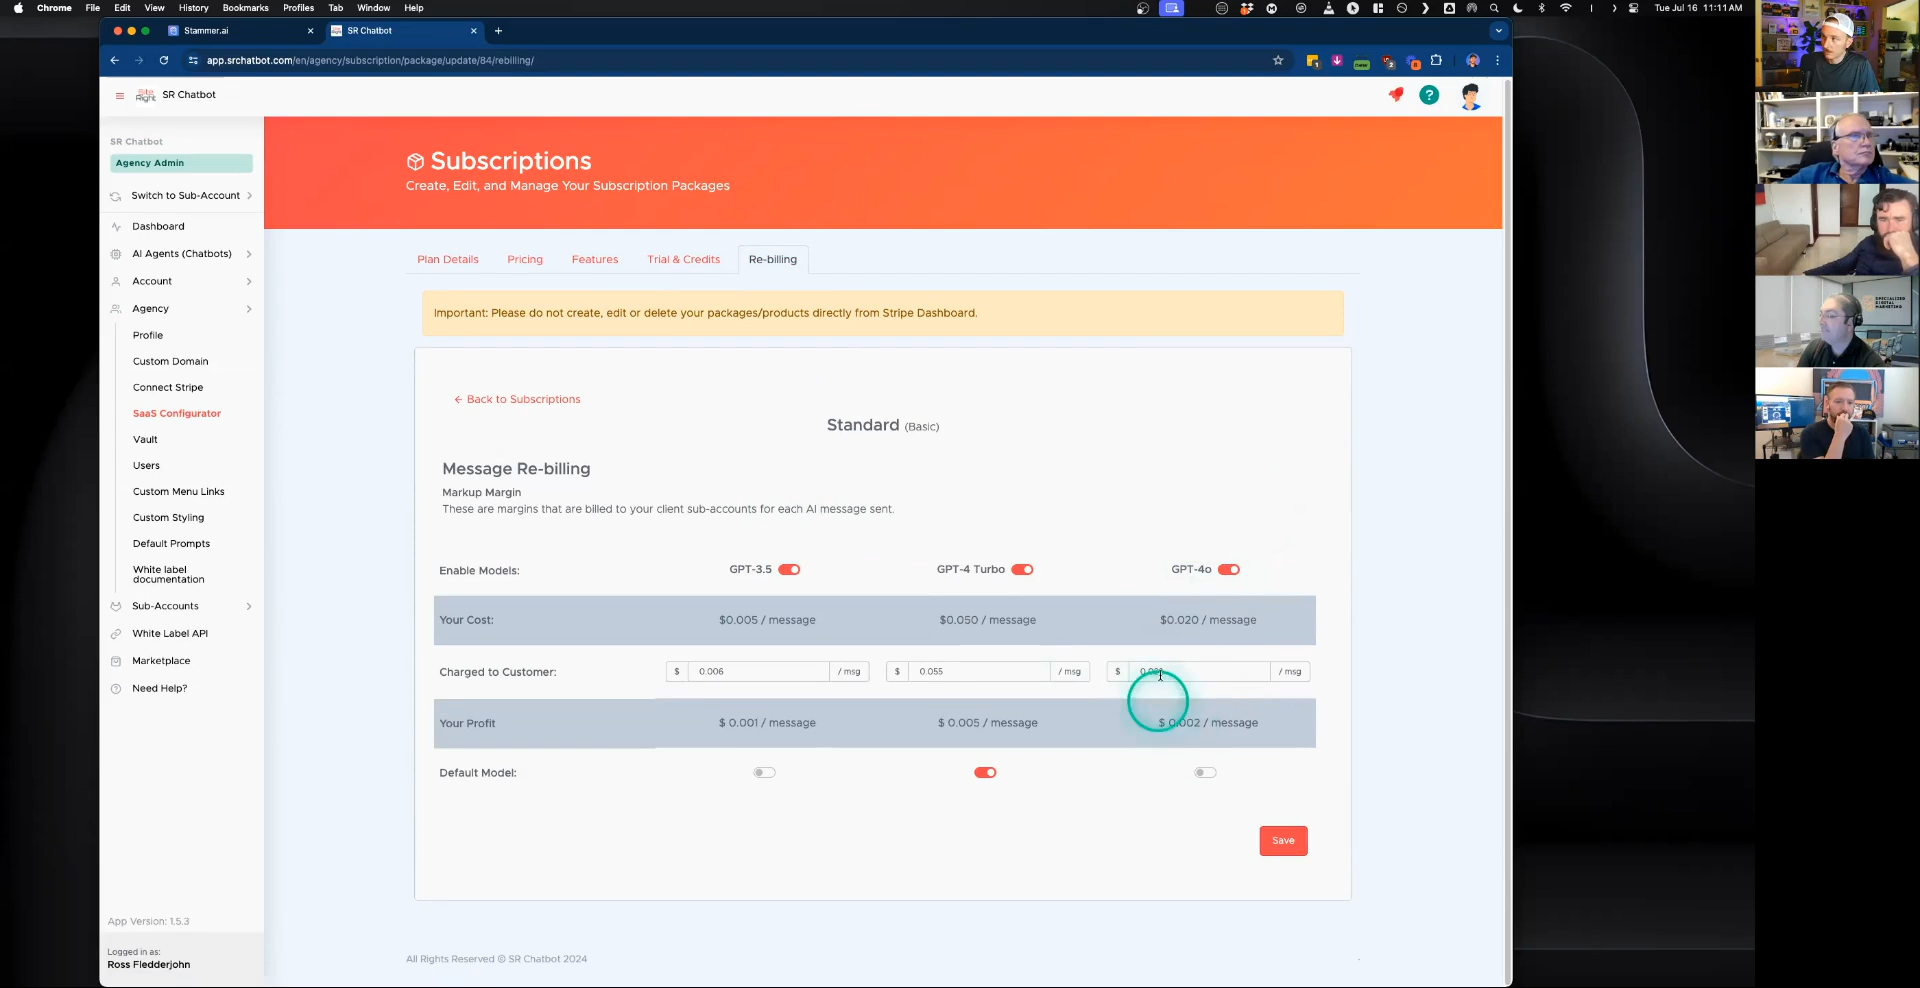 Chrome File Edit View History Bookmarks Profiles Tab Window Help
Tue Jul 16 11:11 AM
Stammer.ai
SR Chatbot
app.srchatbot.com/en/agency/subscription/package/update/84/rebilling/
Site Right
SR Chatbot
SR Chatbot
Agency Admin
Switch to Sub-Account
Dashboard
AI Agents (Chatbots)
Account
Agency
Profile
Custom Domain
Connect Stripe
SaaS Configurator
Vault
Users
Custom Menu Links
Custom Styling
Default Prompts
White label
documentation
Sub-Accounts
White Label API
Marketplace
Need Help?
App Version: 1.5.3
Logged in as:
Ross Fledderjohn
Subscriptions
Create, Edit, and Manage Your Subscription Packages
Plan Details Pricing Features Trial & Credits Re-billing
Important: Please do not create, edit or delete your packages/products directly from Stripe Dashboard.
← Back to Subscriptions
Standard (Basic)
Message Re-billing
Markup Margin
These are margins that are billed to your client sub-accounts for each AI message sent.
Enable Models: GPT-3.5 GPT-4 Turbo GPT-4o
Your Cost: $0.005 / message $0.050 / message $0.020 / message
Charged to Customer: $ 0.006 / msg $ 0.055 / msg $ / msg
Your Profit $ 0.001 / message $ 0.005 / message $ 0.002 / message
Default Model:
Save
All Rights Reserved © SR Chatbot 2024
SPECIALIZED
DIGITAL
MARKETING